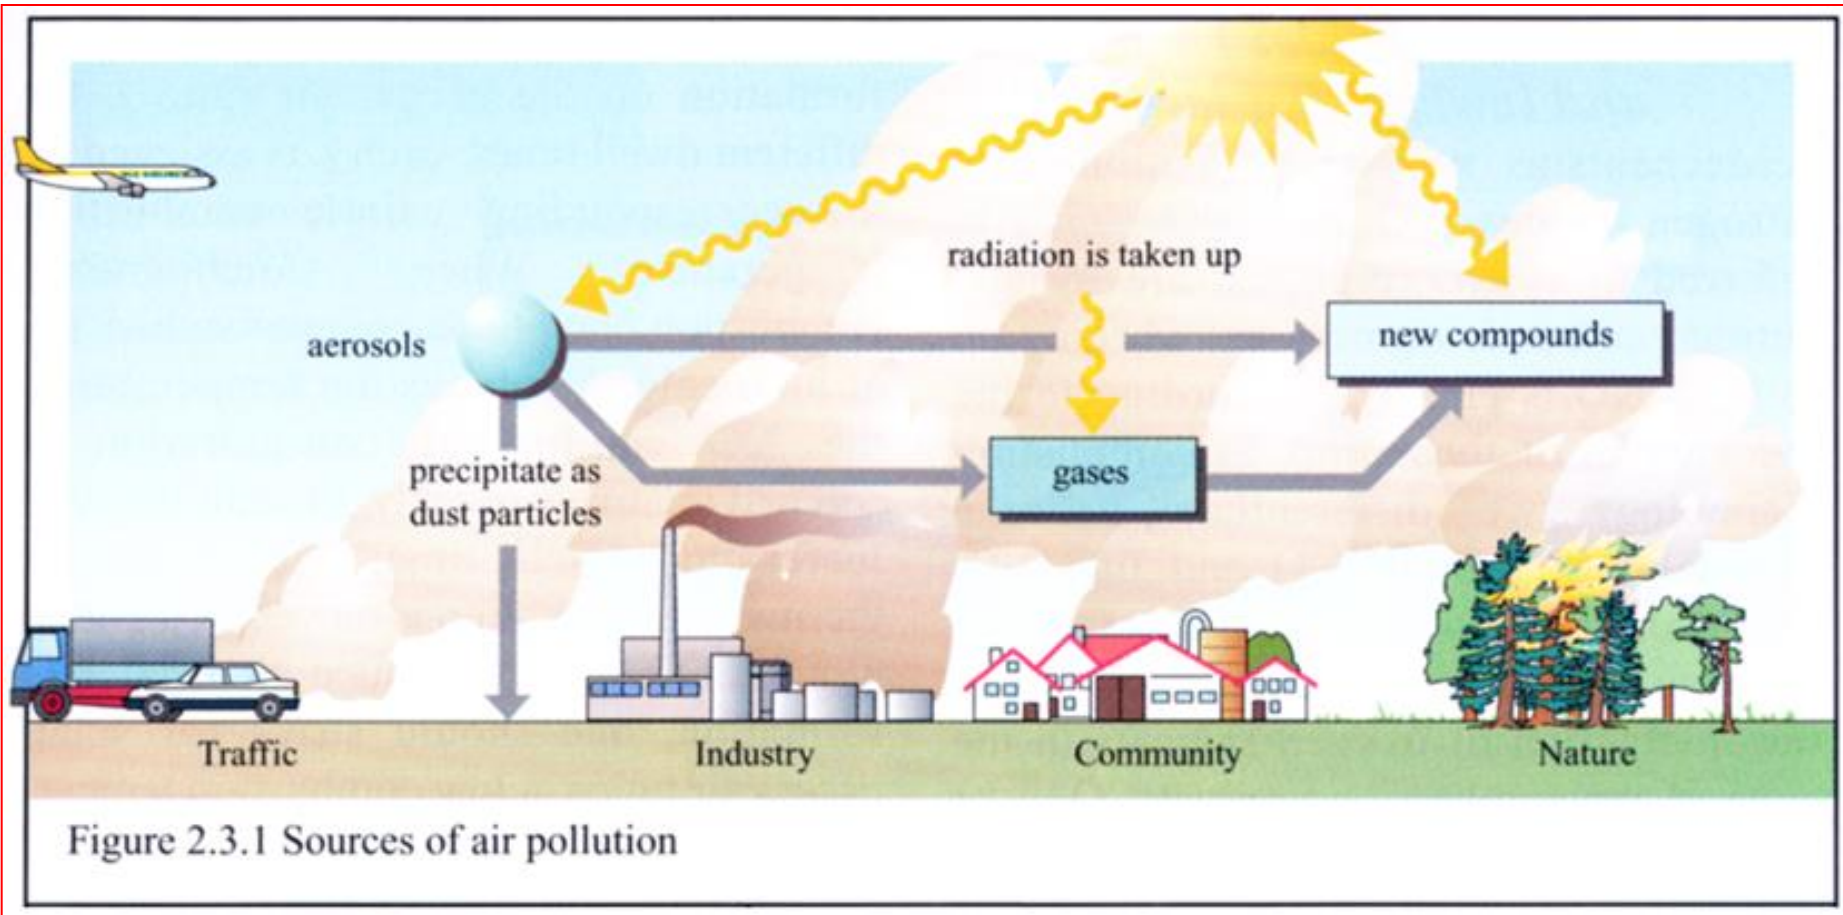 radiation is taken up
aerosols
new compounds
gases
precipitate as
dust particles
Traffic
Industry
Community
Nature
Figure 2.3.1 Sources of air pollution